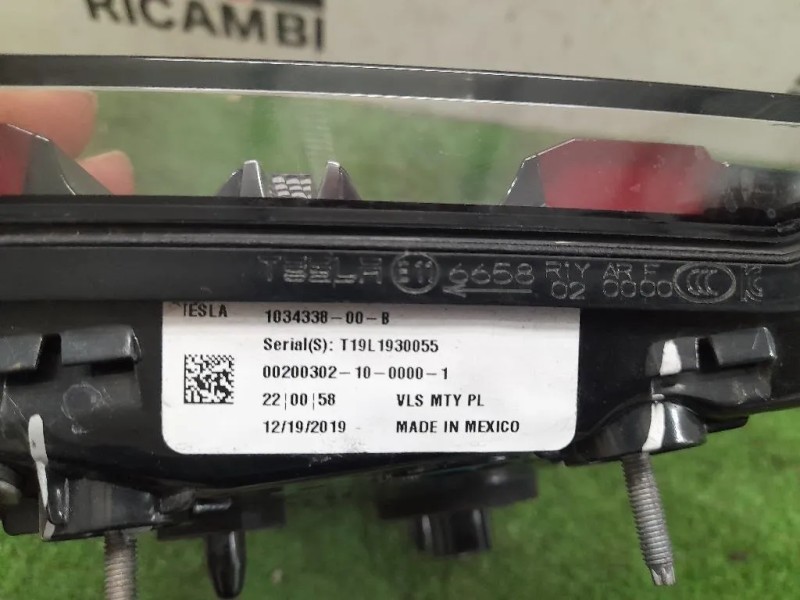 RICAMBI
TESLA E11 6658 R1Y AR F
02 0000 CCC
TESLA 1034338-00-B
Serial(S): T19L1930055
00200302-10-0000-1
22|00|58 VLS MTY PL
12/19/2019 MADE IN MEXICO